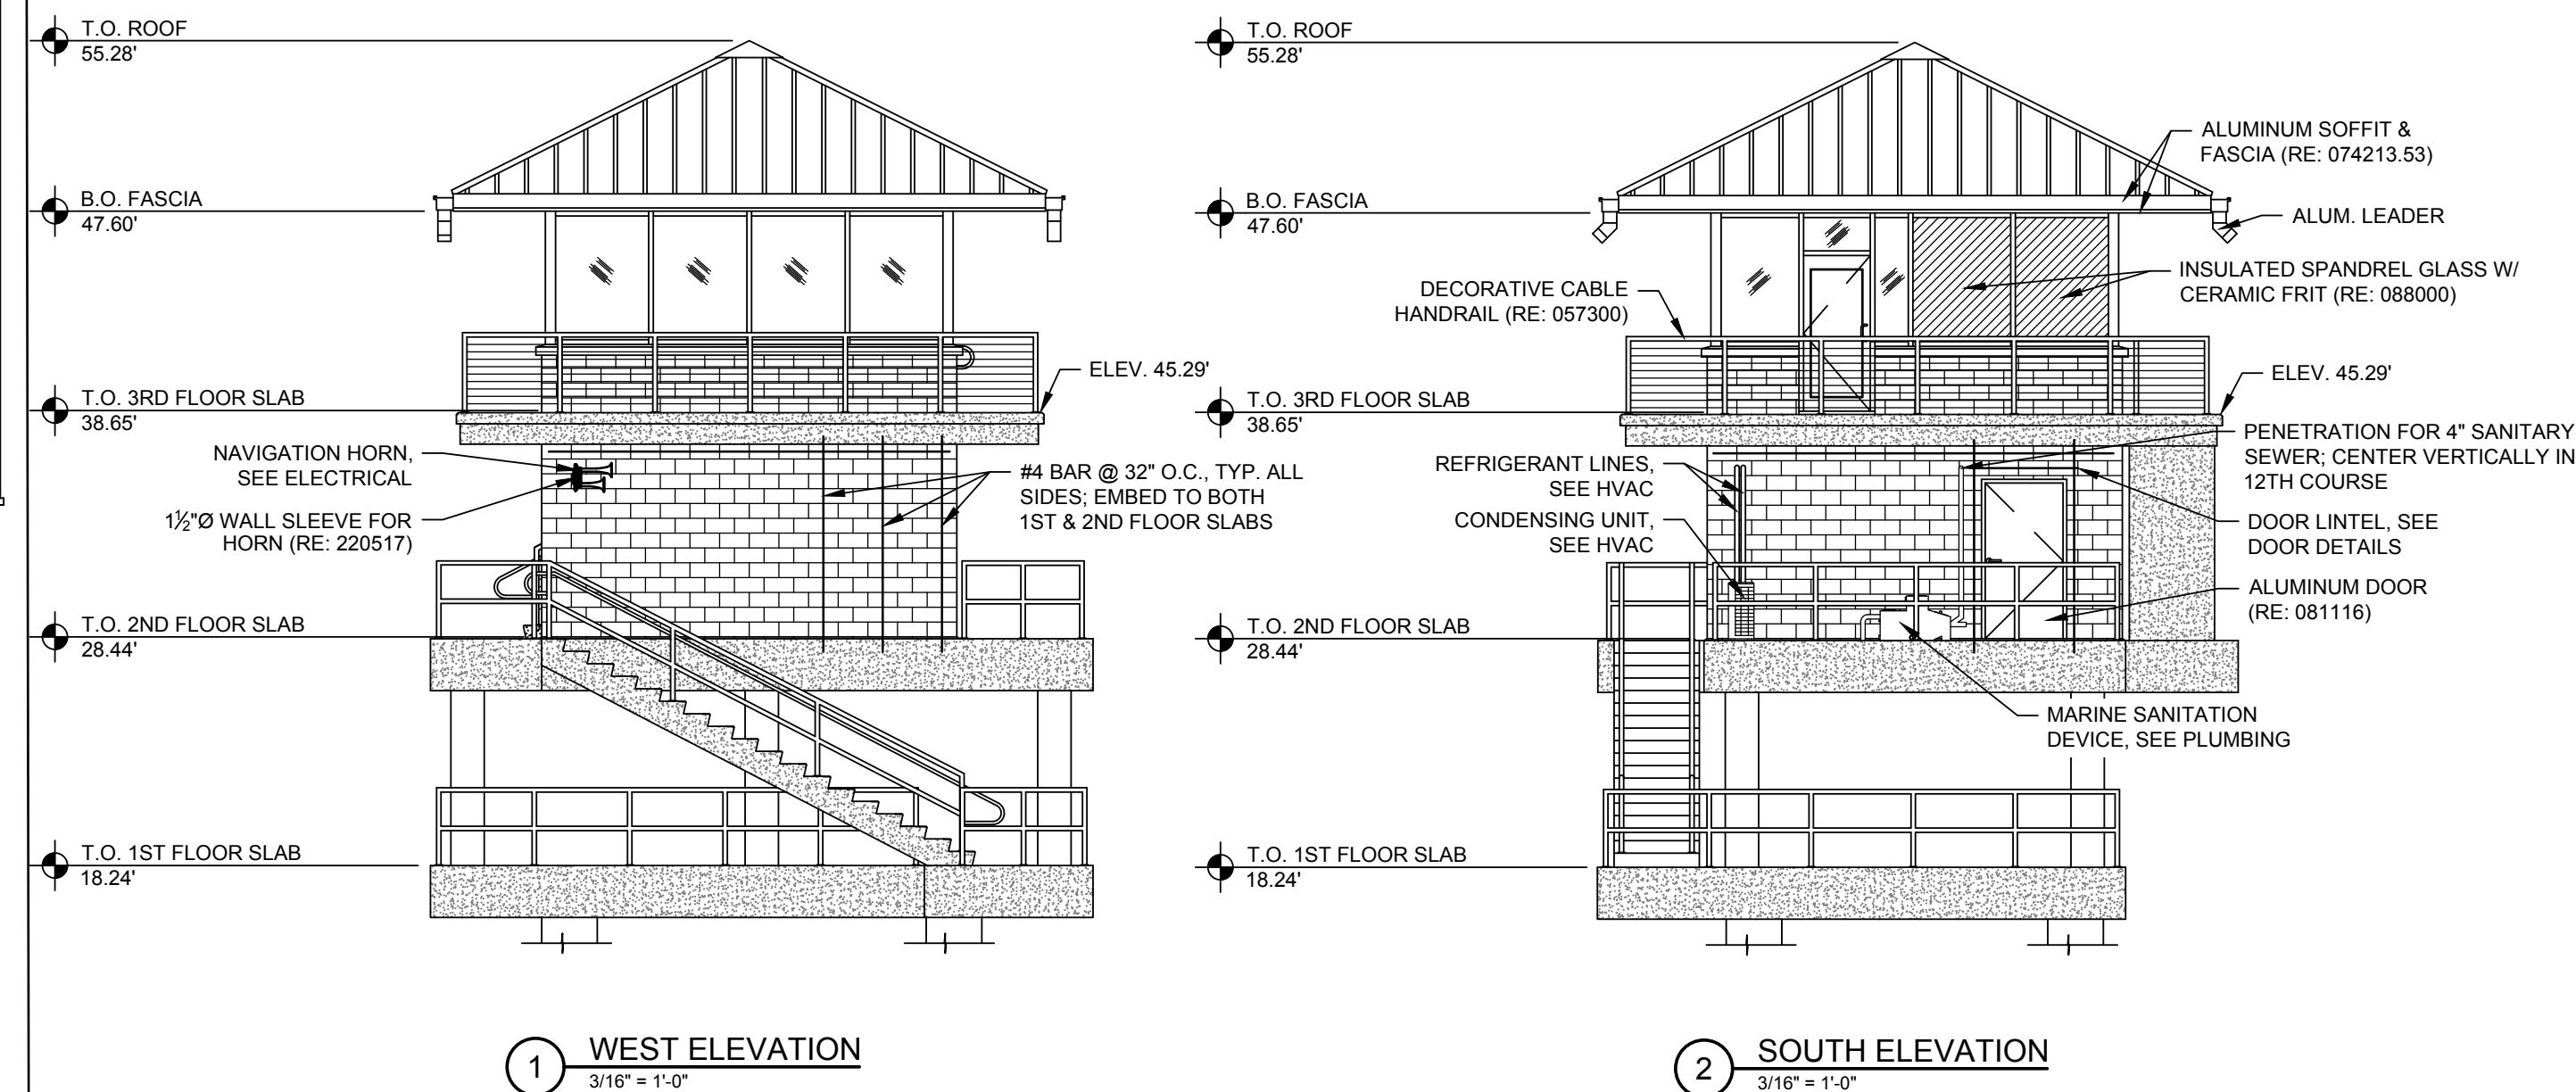 T.O. ROOF
55.28'
B.O. FASCIA
47.60'
T.O. 3RD FLOOR SLAB
38.65'
NAVIGATION HORN,
SEE ELECTRICAL
1½"Ø WALL SLEEVE FOR
HORN (RE: 220517)
T.O. 2ND FLOOR SLAB
28.44'
T.O. 1ST FLOOR SLAB
18.24'
ELEV. 45.29'
#4 BAR @ 32" O.C., TYP. ALL
SIDES; EMBED TO BOTH
1ST & 2ND FLOOR SLABS
1
WEST ELEVATION
3/16" = 1'-0"
T.O. ROOF
55.28'
B.O. FASCIA
47.60'
DECORATIVE CABLE
HANDRAIL (RE: 057300)
T.O. 3RD FLOOR SLAB
38.65'
REFRIGERANT LINES,
SEE HVAC
CONDENSING UNIT,
SEE HVAC
T.O. 2ND FLOOR SLAB
28.44'
T.O. 1ST FLOOR SLAB
18.24'
ALUMINUM SOFFIT &
FASCIA (RE: 074213.53)
ALUM. LEADER
INSULATED SPANDREL GLASS W/
CERAMIC FRIT (RE: 088000)
ELEV. 45.29'
PENETRATION FOR 4" SANITARY
SEWER; CENTER VERTICALLY IN
12TH COURSE
DOOR LINTEL, SEE
DOOR DETAILS
ALUMINUM DOOR
(RE: 081116)
MARINE SANITATION
DEVICE, SEE PLUMBING
2
SOUTH ELEVATION
3/16" = 1'-0"